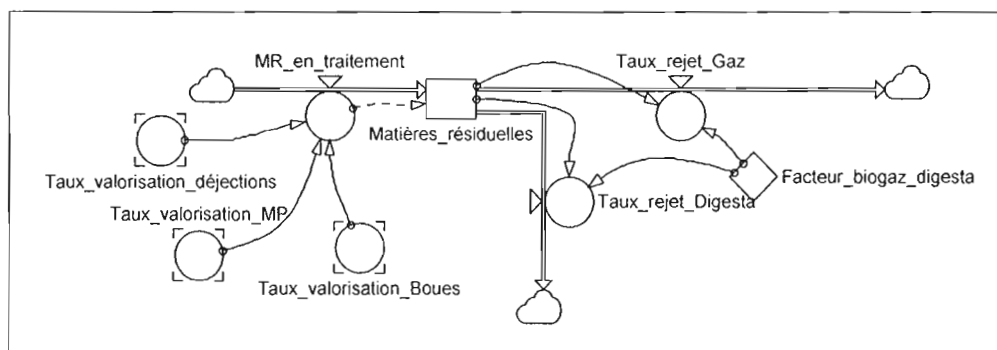 MR_en_traitement
Taux_rejet_Gaz
Matières_résiduelles
Taux_valorisation_déjections
Facteur_biogaz_digesta
Taux_rejet_Digesta
Taux_valorisation_MP
Taux_valorisation_Boues